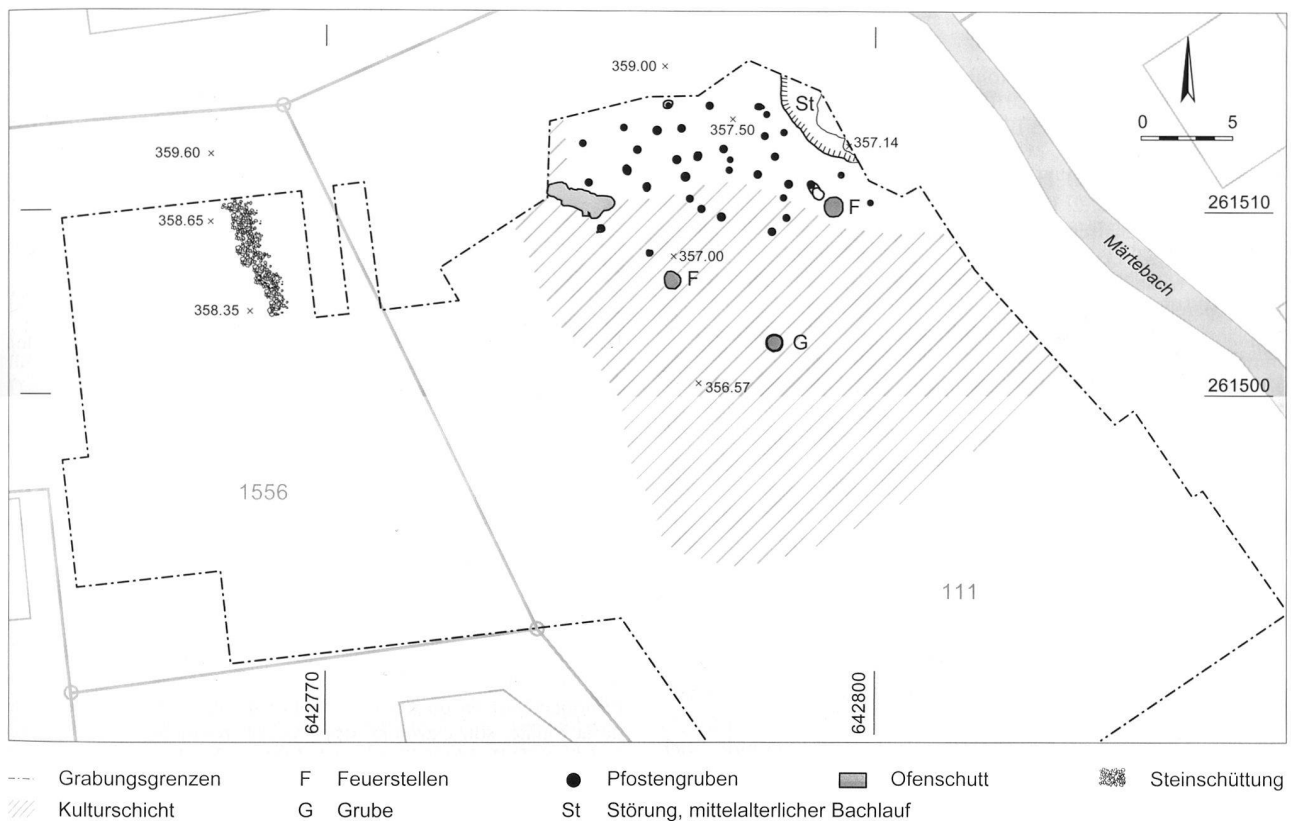 359.00 ×
St
0 5
357.50
357.14
359.60 ×
358.65 ×
F
261510
Märtebach
× 357.00
F
358.35 ×
G
356.57
261500
1556
111
642770
642800
Grabungsgrenzen F Feuerstellen Pfostengruben Ofenschutt Steinschüttung
Kulturschicht G Grube St Störung, mittelalterlicher Bachlauf